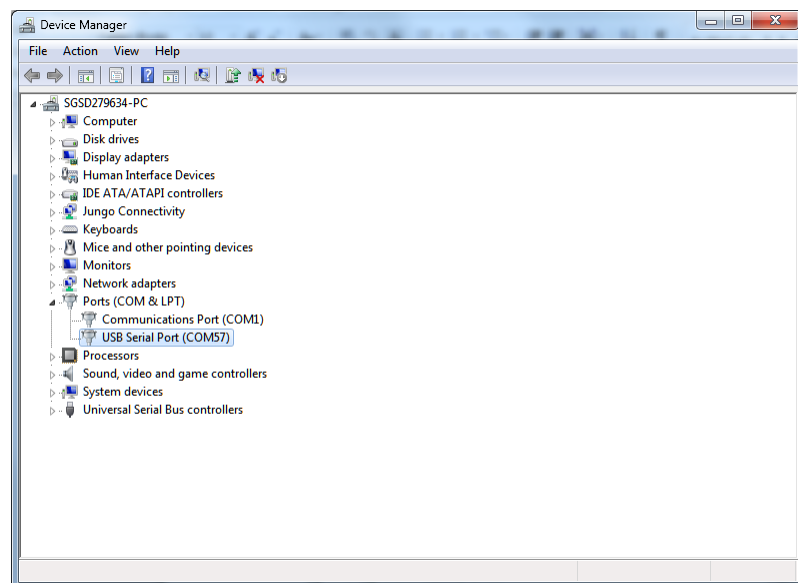 Device Manager
File Action View Help
SGSD279634-PC
Computer
Disk drives
Display adapters
Human Interface Devices
IDE ATA/ATAPI controllers
Jungo Connectivity
Keyboards
Mice and other pointing devices
Monitors
Network adapters
Ports (COM & LPT)
Communications Port (COM1)
USB Serial Port (COM57)
Processors
Sound, video and game controllers
System devices
Universal Serial Bus controllers